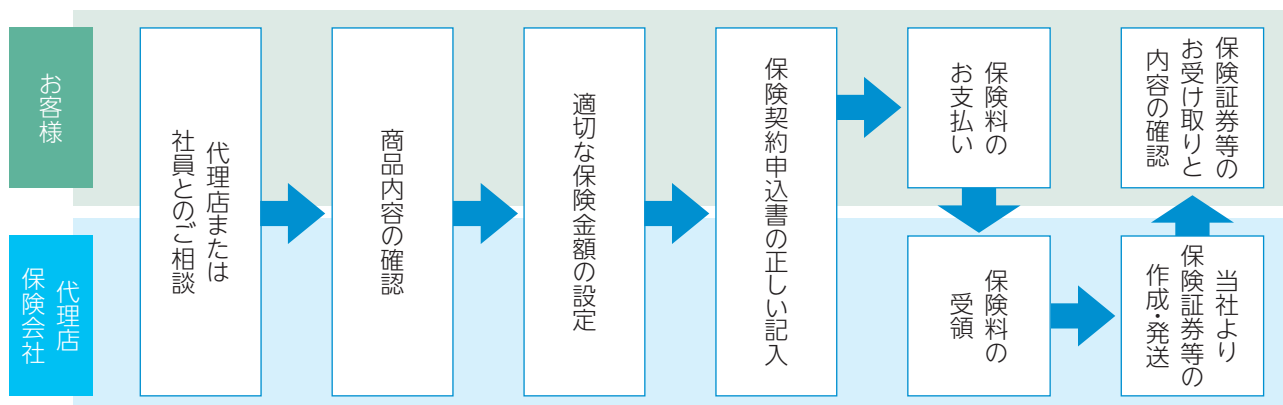 お客様
代理店
保険会社
代理店または
社員とのご相談
商品内容の確認
適切な保険金額の設定
保険契約申込書の正しい記入
保険料の
お支払い
保険料の
受領
当社より
保険証券等の
作成・発送
保険証券等の
お受け取りと
内容の確認